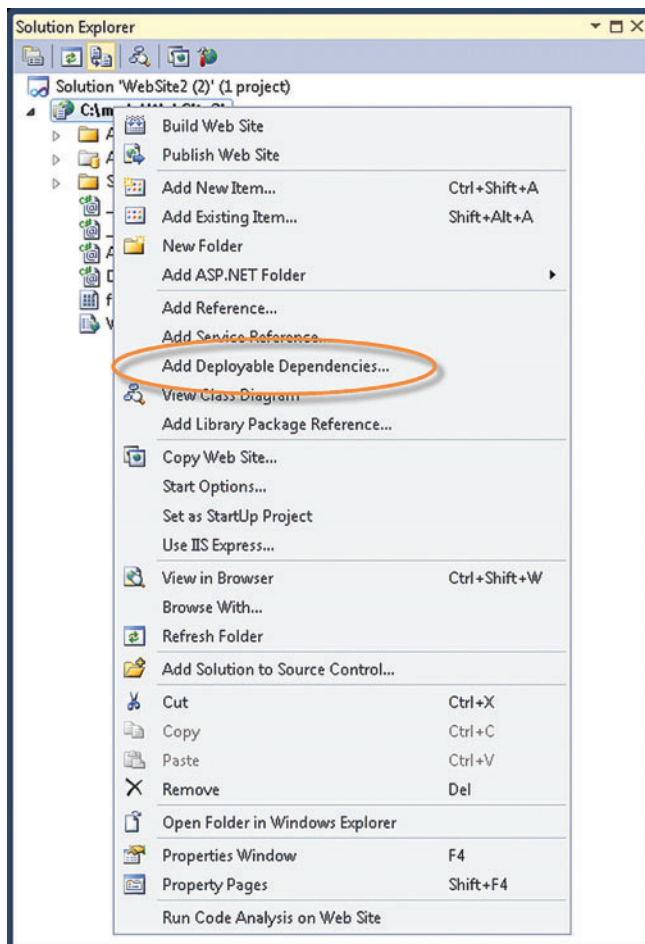 Solution Explorer
Solution 'WebSite2 (2)' (1 project)
Build Web Site
Publish Web Site
Add New Item... Ctrl+Shift+A
Add Existing Item... Shift+Alt+A
New Folder
Add ASP.NET Folder
Add Reference...
Add Service Reference...
Add Deployable Dependencies...
View Class Diagram
Add Library Package Reference...
Copy Web Site...
Start Options...
Set as StartUp Project
Use IIS Express...
View in Browser Ctrl+Shift+W
Browse With...
Refresh Folder
Add Solution to Source Control...
Cut Ctrl+X
Copy Ctrl+C
Paste Ctrl+V
Remove Del
Open Folder in Windows Explorer
Properties Window F4
Property Pages Shift+F4
Run Code Analysis on Web Site